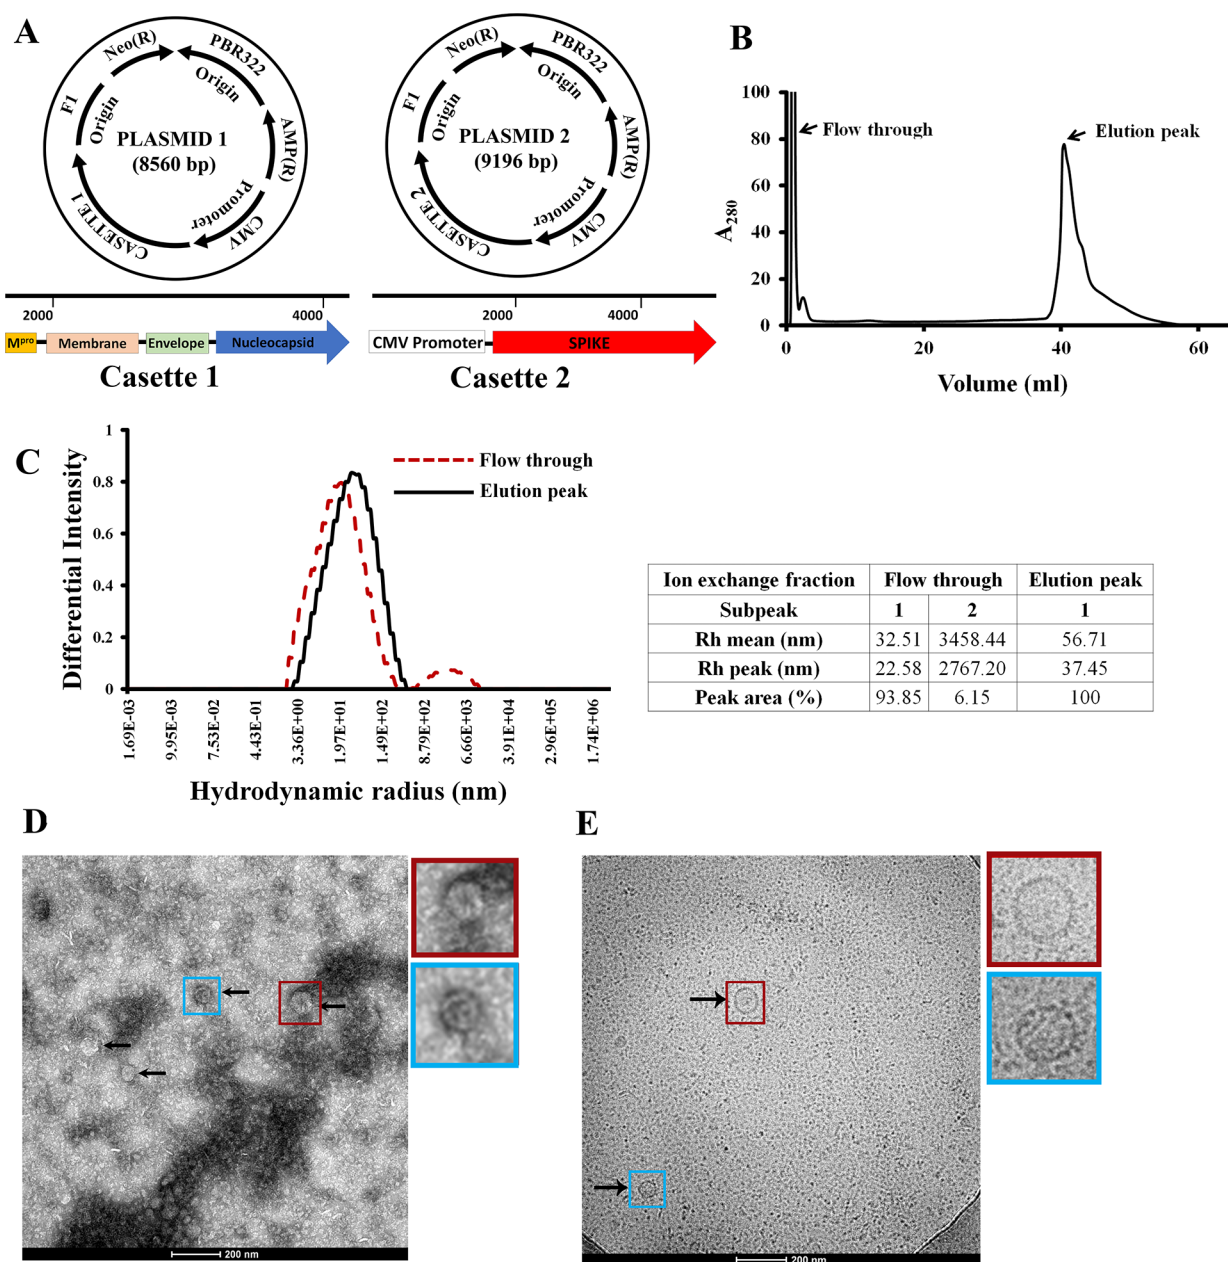 A
Neo(R)
PBR322
Origin
F1
Origin
PLASMID 1
(8560 bp)
AMP(R)
Promoter
CMV
CASETTE 1
2000
4000
Mpro
Membrane
Envelope
Nucleocapsid
Casette 1
Neo(R)
PBR322
Origin
F1
Origin
PLASMID 2
(9196 bp)
AMP(R)
Promoter
CMV
CASETTE 2
2000
4000
CMV Promoter
SPIKE
Casette 2
B
100
80
60
40
20
0
A280
Flow through
Elution peak
0
20
40
60
Volume (ml)
C
1
0.8
0.6
0.4
0.2
0
Differential Intensity
Flow through
Elution peak
1.69E-03
9.95E-03
7.53E-02
4.43E-01
3.36E+00
1.97E+01
1.49E+02
8.79E+02
6.66E+03
3.91E+04
2.96E+05
1.74E+06
Hydrodynamic radius (nm)
Ion exchange fraction Flow through Elution peak
Subpeak 1 2 1
Rh mean (nm) 32.51 3458.44 56.71
Rh peak (nm) 22.58 2767.20 37.45
Peak area (%) 93.85 6.15 100
D
200 nm
E
200 nm